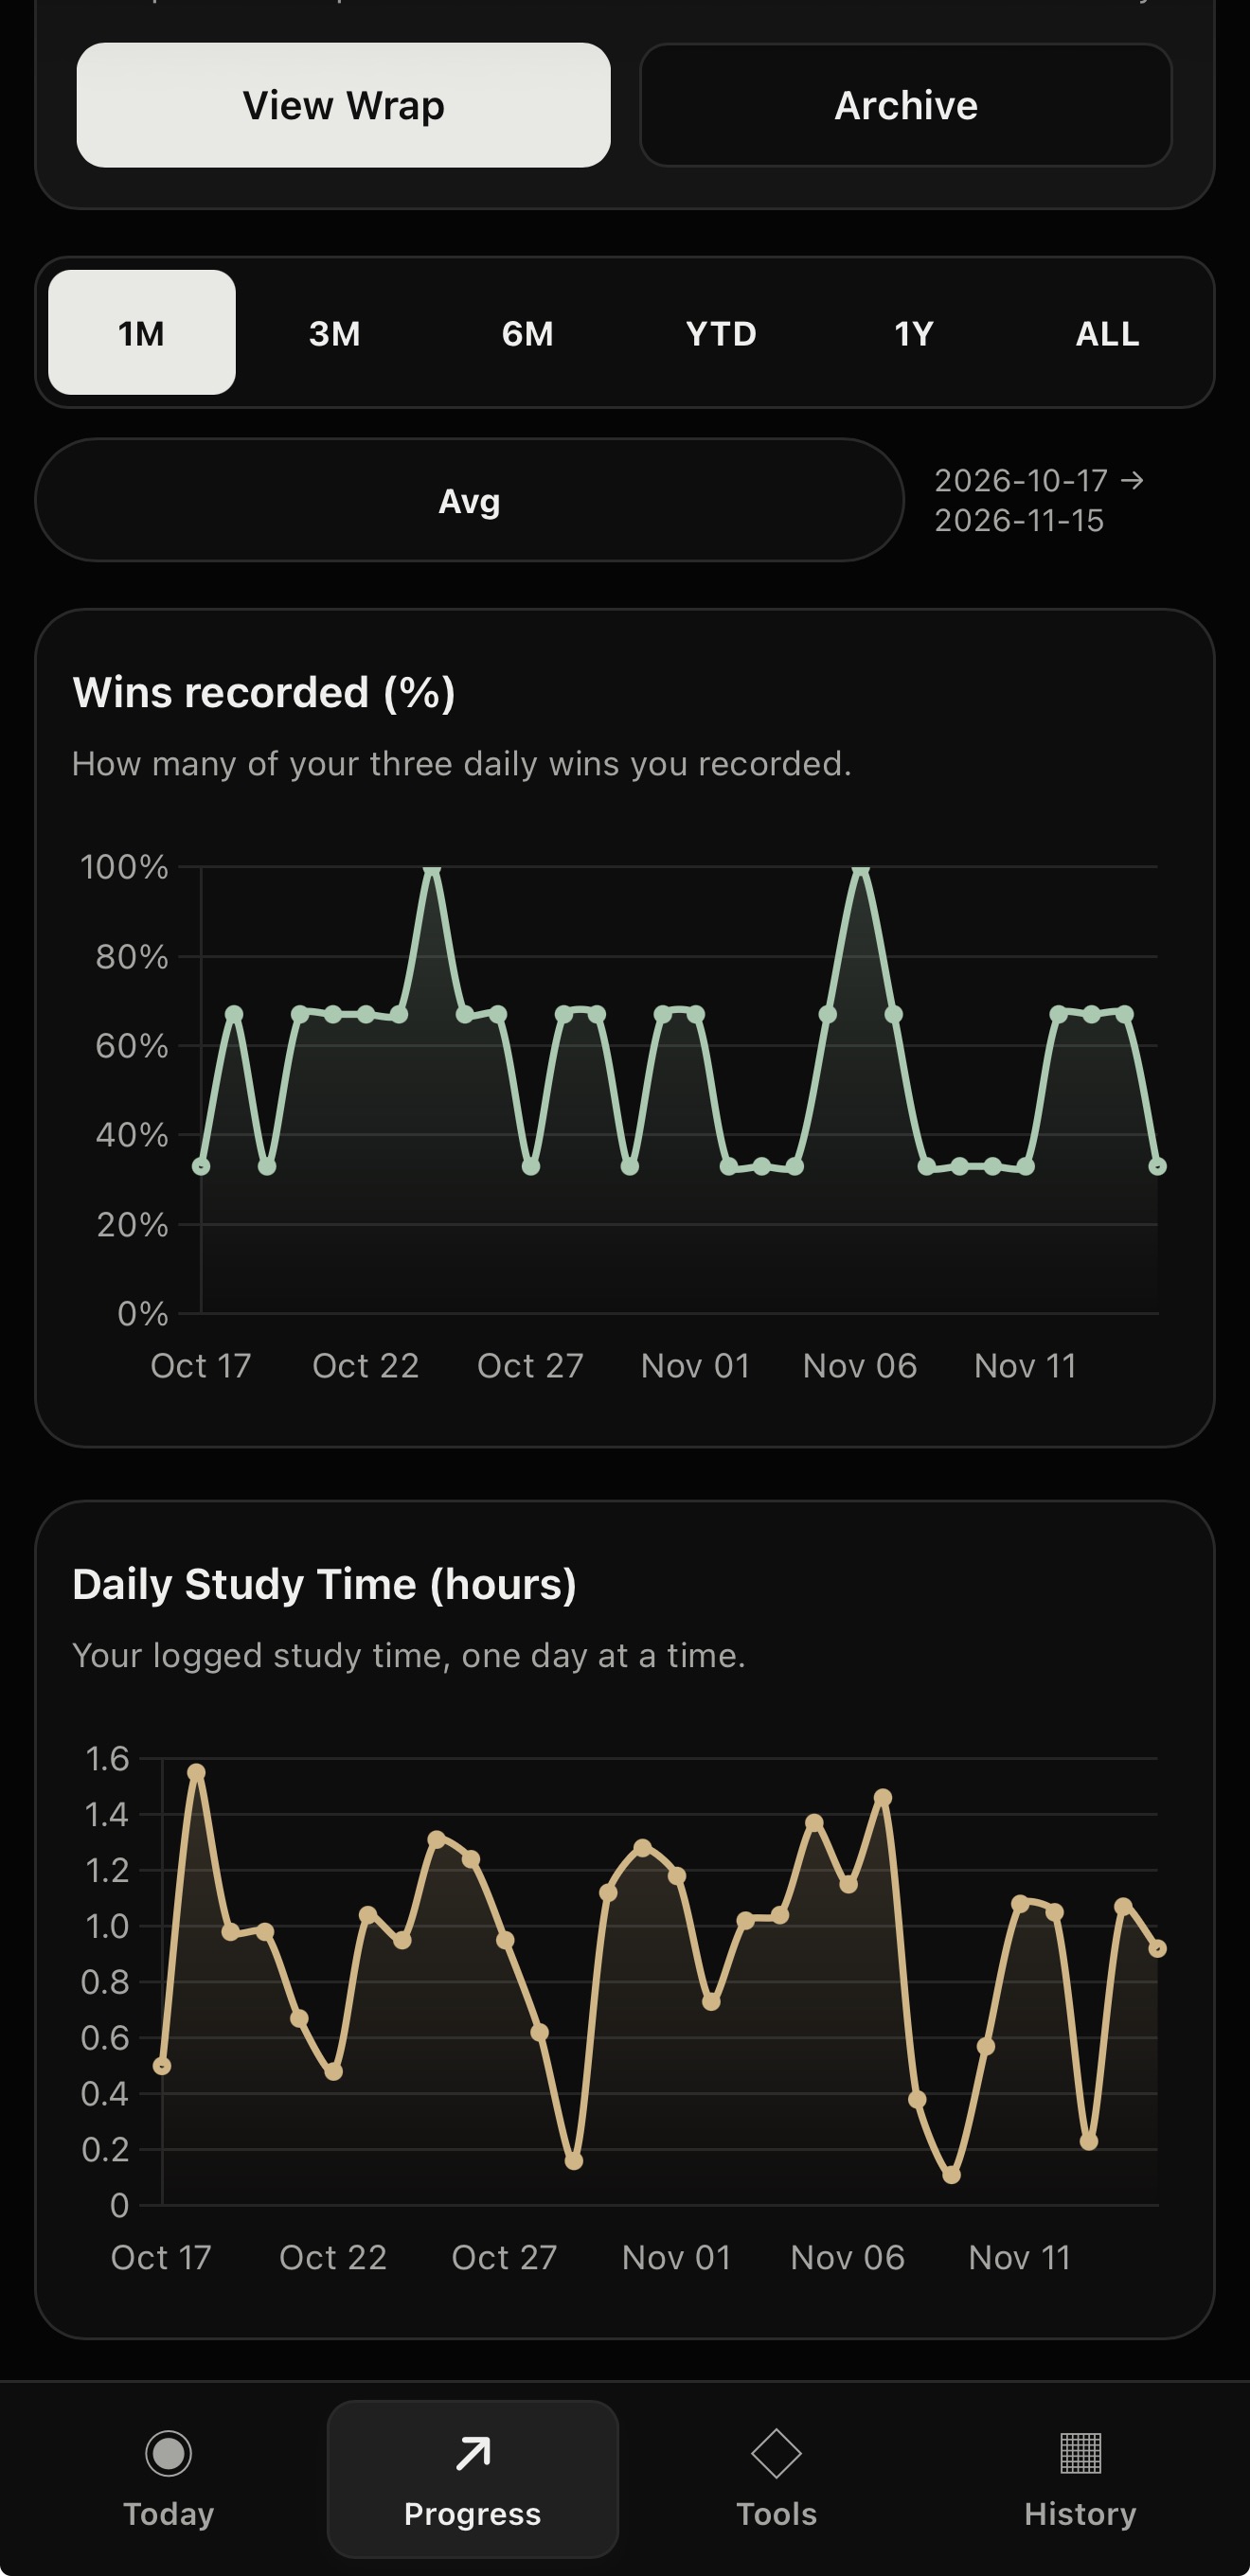 View Wrap
Archive
1M
3M
6M
YTD
1Y
ALL
Avg
2026-10-17 →
2026-11-15
Wins recorded (%)
How many of your three daily wins you recorded.
100%
80%
60%
40%
20%
0%
Oct 17
Oct 22
Oct 27
Nov 01
Nov 06
Nov 11
Daily Study Time (hours)
Your logged study time, one day at a time.
1.6
1.4
1.2
1.0
0.8
0.6
0.4
0.2
0
Oct 17
Oct 22
Oct 27
Nov 01
Nov 06
Nov 11
Today
Progress
Tools
History